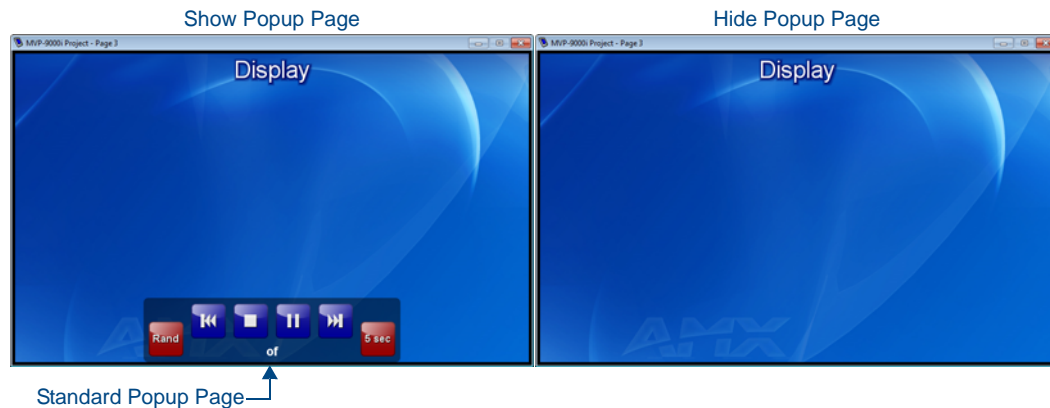 Show Popup Page
Hide Popup Page
MVP-9000i Project - Page 3
MVP-9000i Project - Page 3
Display
Display
Rand
5 sec
of
AMX
AMX
Standard Popup Page